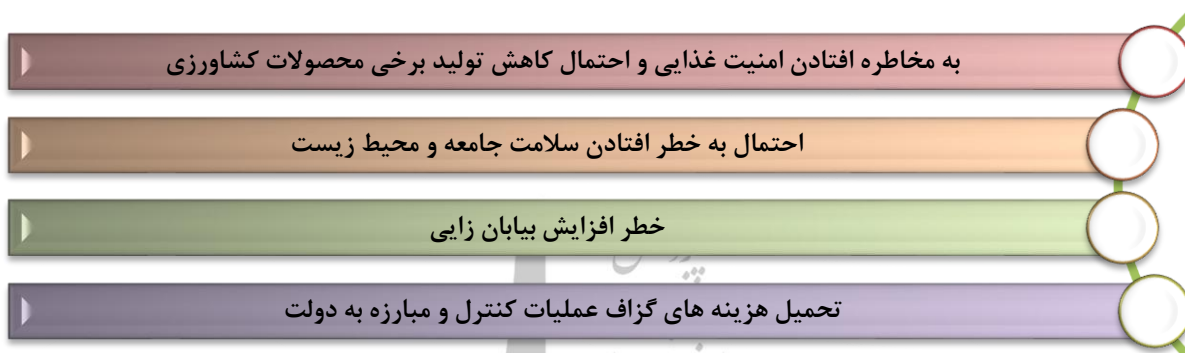 به مخاطره افتادن امنیت غذایی و احتمال کاهش تولید برخی محصولات کشاورزی
احتمال به خطر افتادن سلامت جامعه و محیط زیست
خطر افزایش بیابان زایی
تحمیل هزینه های گزاف عملیات کنترل و مبارزه به دولت